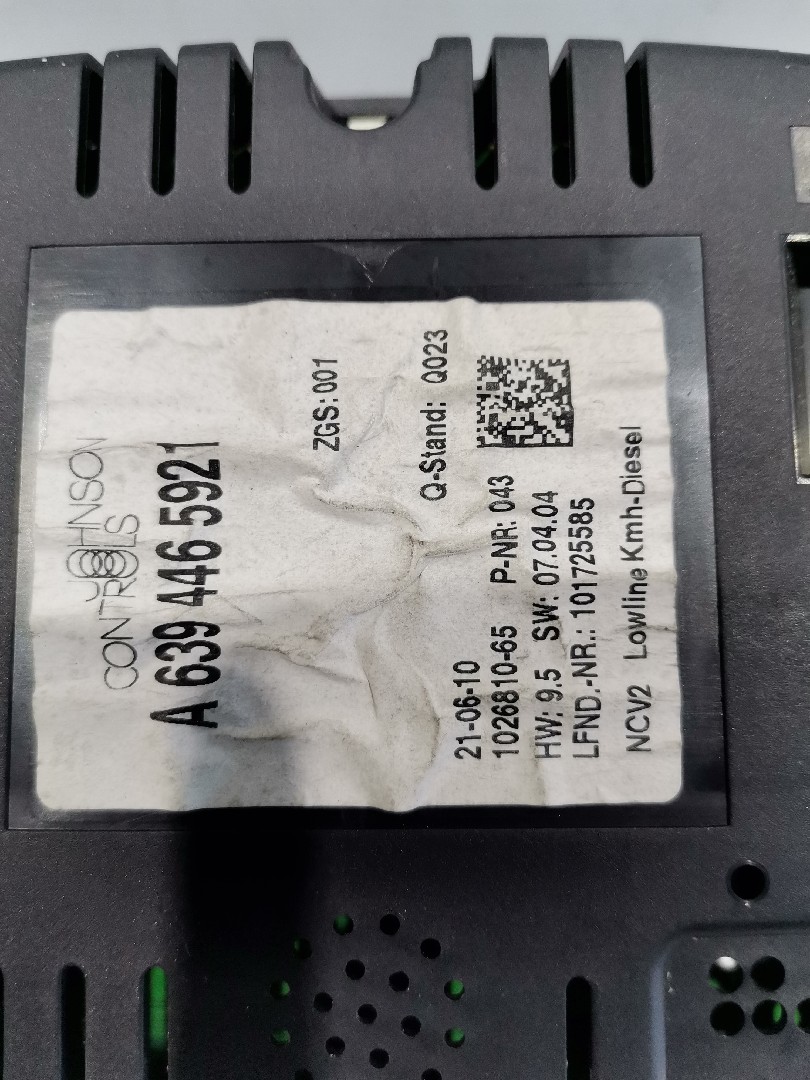 JOHNSON
CONTROLS
A 639 446 5921
ZGS: 001
Q-Stand: Q023
21-06-10
1026810-65 P-NR: 043
HW: 9.5 SW: 07.04.04
LFND.-NR.: 101725585
NCV2 Lowline Kmh-Diesel